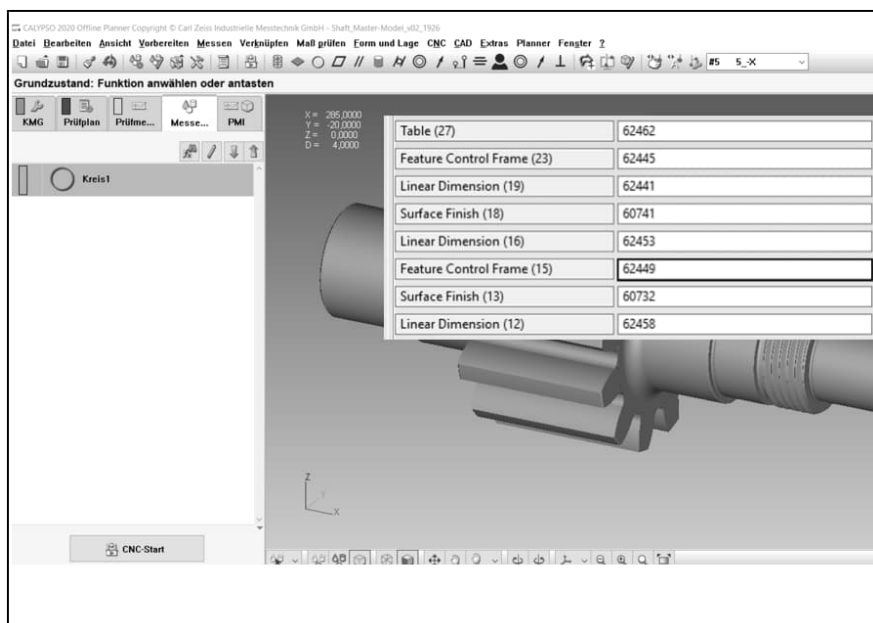 CALYPSO 2020 Offline Planner Copyright © Carl Zeiss Industrielle Messtechnik GmbH - Shaft_Master-Model_v02_1926
Datei Bearbeiten Ansicht Vorbereiten Messen Verknüpfen Maß prüfen Form und Lage CNC CAD Extras Planner Fenster ?
#5 5_-X
Grundzustand: Funktion anwählen oder antasten
KMG Prüfplan Prüfme... Messe... PMI
X = 285,0000
Y = -20,0000
Z = 0,0000
D = 4,0000
Kreis1
Table (27) 62462
Feature Control Frame (23) 62445
Linear Dimension (19) 62441
Surface Finish (18) 60741
Linear Dimension (16) 62453
Feature Control Frame (15) 62449
Surface Finish (13) 60732
Linear Dimension (12) 62458
Z
Y
X
CNC-Start